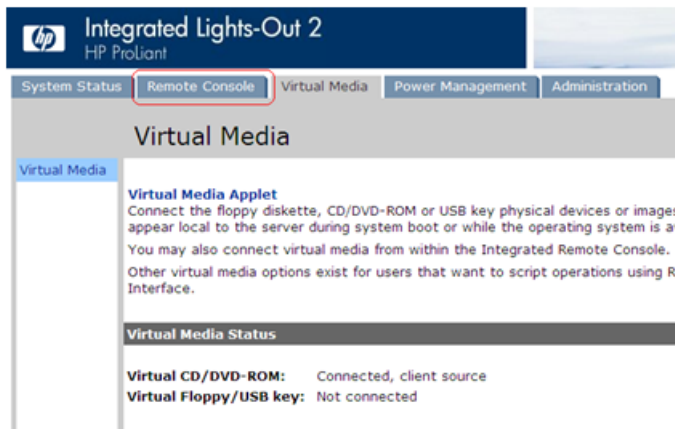 hp
Integrated Lights-Out 2
HP ProLiant
System Status Remote Console Virtual Media Power Management Administration
Virtual Media
Virtual Media
Virtual Media Applet
Connect the floppy diskette, CD/DVD-ROM or USB key physical devices or images
appear local to the server during system boot or while the operating system is
You may also connect virtual media from within the Integrated Remote Console.
Other virtual media options exist for users that want to script operations using
Interface.
Virtual Media Status
Virtual CD/DVD-ROM: Connected, client source
Virtual Floppy/USB key: Not connected